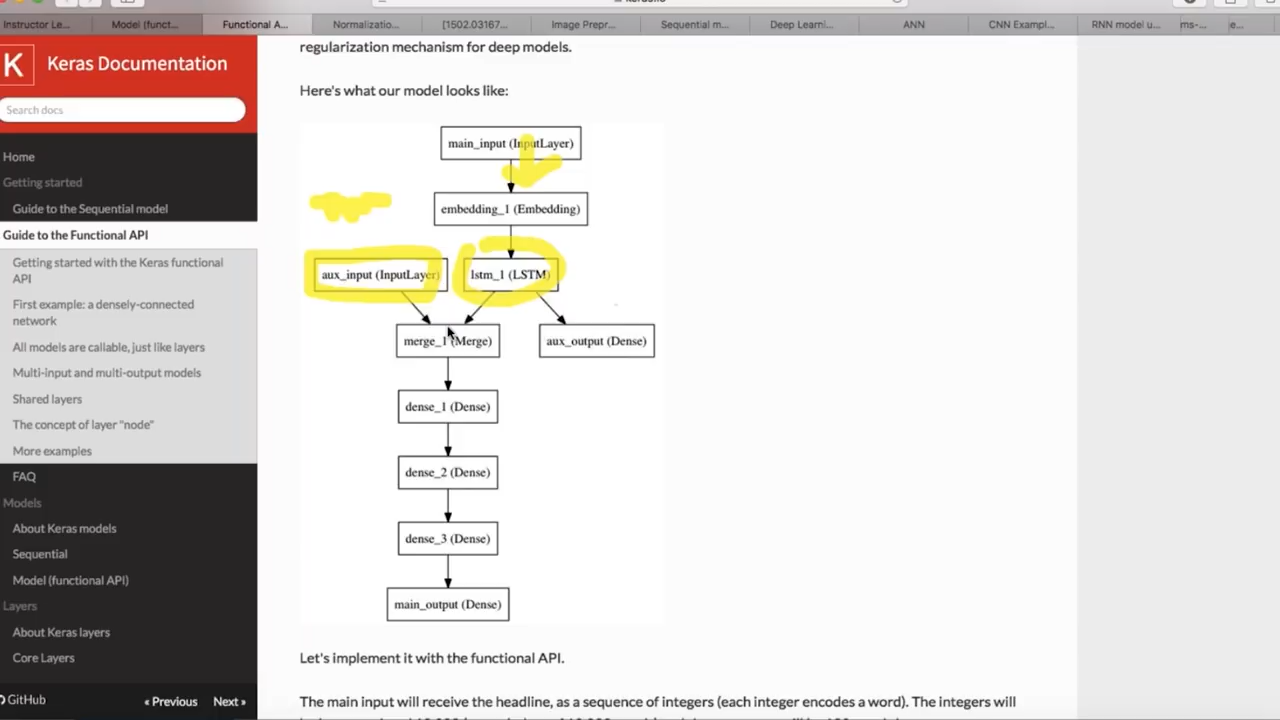 Instructor Le...
Model (funct...
Functional A...
Normalizatio...
[1502.03167...
Image Prepr...
Sequential m...
Deep Learni...
ANN
CNN Exampl...
RNN model u...
K
Keras Documentation
Search docs
Home
Getting started
Guide to the Sequential model
Guide to the Functional API
Getting started with the Keras functional
API
First example: a densely-connected
network
All models are callable, just like layers
Multi-input and multi-output models
Shared layers
The concept of layer "node"
More examples
FAQ
Models
About Keras models
Sequential
Model (functional API)
Layers
About Keras layers
Core Layers
GitHub
« Previous
Next »
regularization mechanism for deep models.
Here's what our model looks like:
main_input (InputLayer)
embedding_1 (Embedding)
aux_input (InputLayer)
lstm_1 (LSTM)
merge_1 (Merge)
aux_output (Dense)
dense_1 (Dense)
dense_2 (Dense)
dense_3 (Dense)
main_output (Dense)
Let's implement it with the functional API.
The main input will receive the headline, as a sequence of integers (each integer encodes a word). The integers will